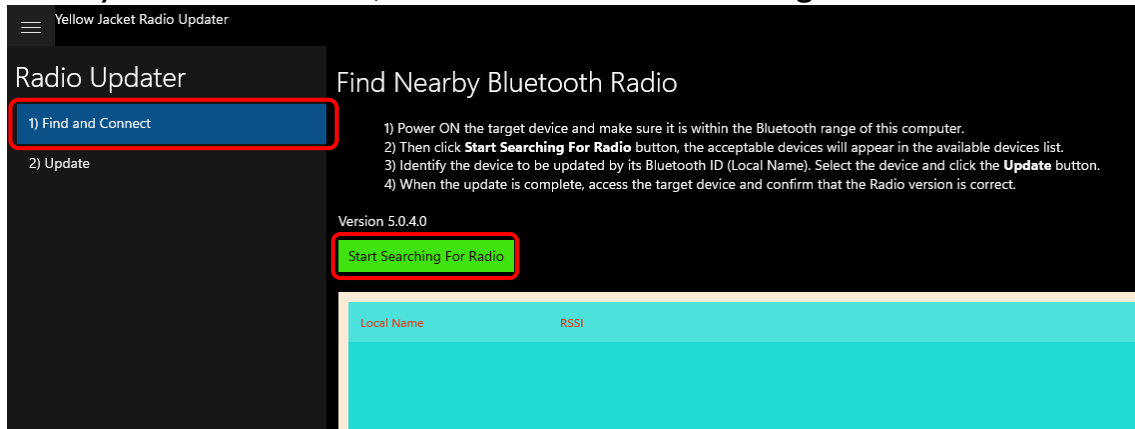 Yellow Jacket Radio Updater
Radio Updater
Find Nearby Bluetooth Radio
1) Find and Connect
2) Update
1) Power ON the target device and make sure it is within the Bluetooth range of this computer.
2) Then click Start Searching For Radio button, the acceptable devices will appear in the available devices list.
3) Identify the device to be updated by its Bluetooth ID (Local Name). Select the device and click the Update button.
4) When the update is complete, access the target device and confirm that the Radio version is correct.
Version 5.0.4.0
Start Searching For Radio
Local Name RSSI